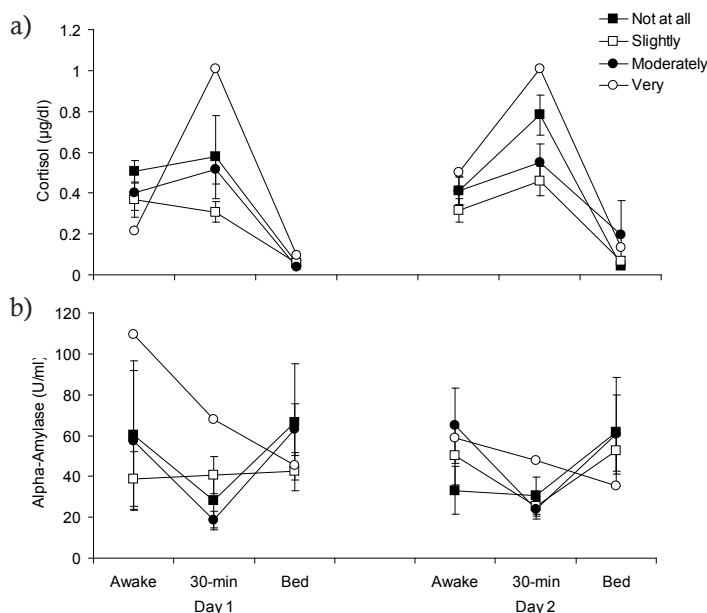 a)
Cortisol (µg/dl)
1.2
1
0.8
0.6
0.4
0.2
0
Not at all
Slightly
Moderately
Very
b)
Alpha-Amylase (U/ml)
120
100
80
60
40
20
0
Awake 30-min Bed Awake 30-min Bed
Day 1 Day 2